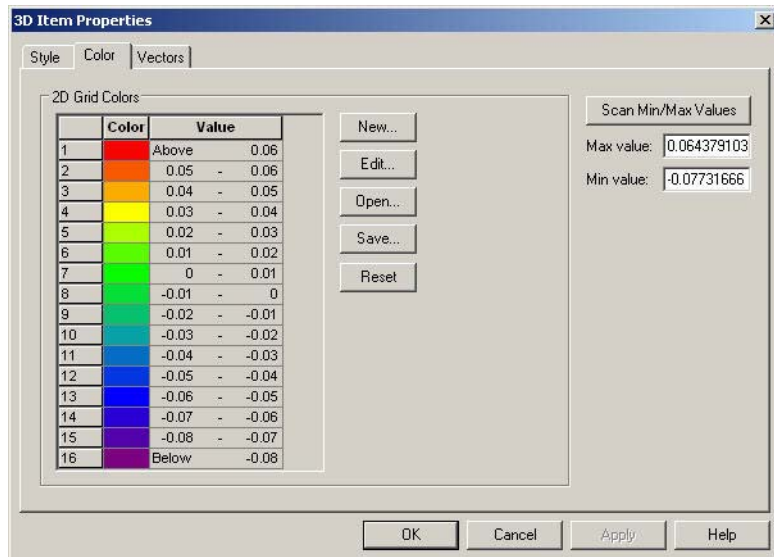 3D Item Properties
Style Color Vectors
2D Grid Colors
Color Value
1 Above 0.06
2 0.05 - 0.06
3 0.04 - 0.05
4 0.03 - 0.04
5 0.02 - 0.03
6 0.01 - 0.02
7 0 - 0.01
8 -0.01 - 0
9 -0.02 - -0.01
10 -0.03 - -0.02
11 -0.04 - -0.03
12 -0.05 - -0.04
13 -0.06 - -0.05
14 -0.07 - -0.06
15 -0.08 - -0.07
16 Below -0.08
New...
Edit...
Open...
Save...
Reset
Scan Min/Max Values
Max value: 0.064379103
Min value: -0.07731666
OK Cancel Apply Help